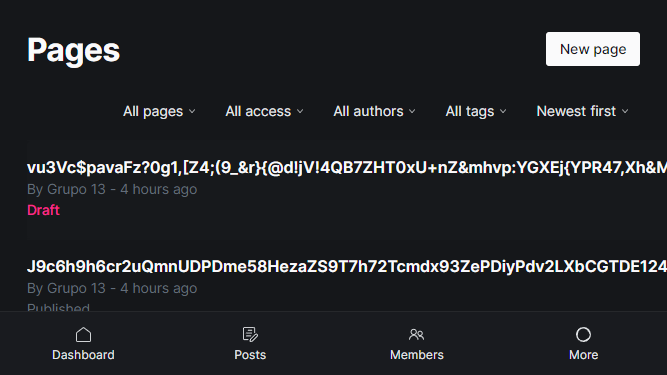 Pages
New page
All pages
All access
All authors
All tags
Newest first
vu3Vc$pavaFz?0g1,[Z4;(9_&r}{@d!jV!4QB7ZHT0xU+nZ&mhvp:YGXEj{YPR47,Xh&M
By Grupo 13 - 4 hours ago
Draft
J9c6h9h6cr2uQmnUDPDme58HezaZS9T7h72Tcmdx93ZePDiyPdv2LXbCGTDE124
By Grupo 13 - 4 hours ago
Published
Dashboard
Posts
Members
More